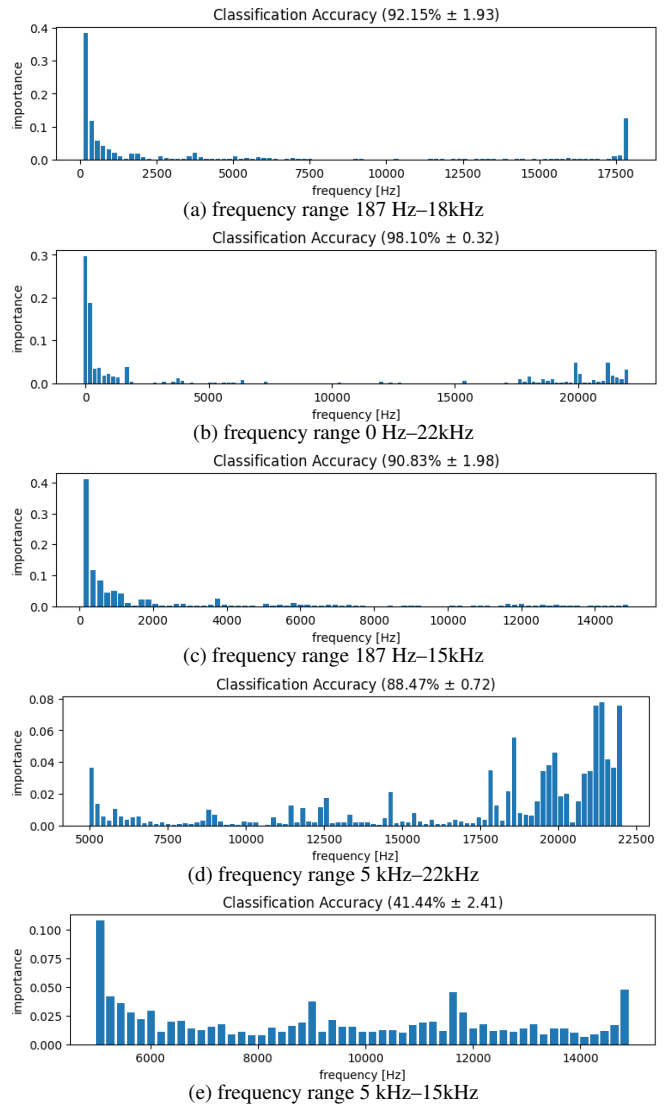 Classification Accuracy (92.15% ± 1.93)
importance
0.4
0.3
0.2
0.1
0.0
0 2500 5000 7500 10000 12500 15000 17500
frequency [Hz]
(a) frequency range 187 Hz–18kHz
Classification Accuracy (98.10% ± 0.32)
importance
0.3
0.2
0.1
0.0
0 5000 10000 15000 20000
frequency [Hz]
(b) frequency range 0 Hz–22kHz
Classification Accuracy (90.83% ± 1.98)
importance
0.4
0.3
0.2
0.1
0.0
0 2000 4000 6000 8000 10000 12000 14000
frequency [Hz]
(c) frequency range 187 Hz–15kHz
Classification Accuracy (88.47% ± 0.72)
importance
0.08
0.06
0.04
0.02
0.00
5000 7500 10000 12500 15000 17500 20000 22500
frequency [Hz]
(d) frequency range 5 kHz–22kHz
Classification Accuracy (41.44% ± 2.41)
importance
0.100
0.075
0.050
0.025
0.000
6000 8000 10000 12000 14000
frequency [Hz]
(e) frequency range 5 kHz–15kHz